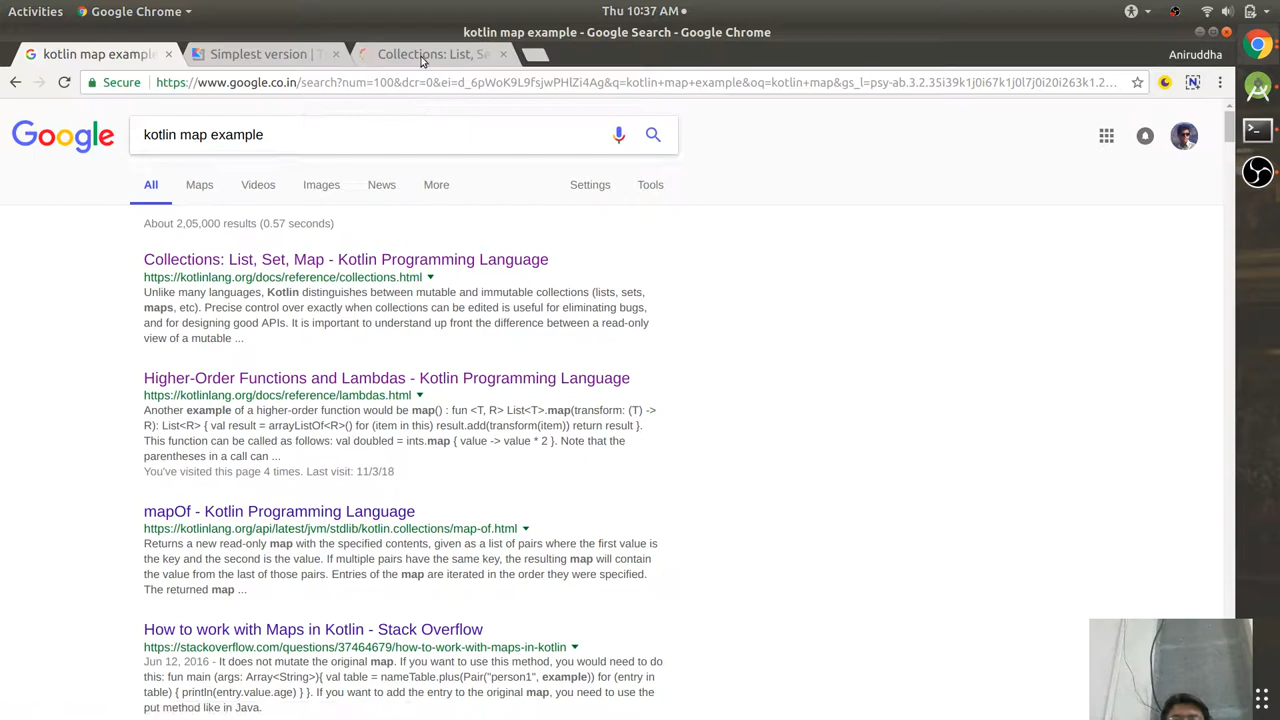 Activities Google Chrome Thu 10:37 AM
kotlin map example - Google Search - Google Chrome
kotlin map example Simplest version | T Collections: List, Se Aniruddha
Secure https://www.google.co.in/search?num=100&dcr=0&ei=d_6pWoK9L9fsjwPHlZi4Ag&q=kotlin+map+example&oq=kotlin+map&gs_l=psy-ab.3.2.35i39k1j0i67k1j0l7j0i20i263k1.2...
Google kotlin map example
All Maps Videos Images News More Settings Tools
About 2,05,000 results (0.57 seconds)
Collections: List, Set, Map - Kotlin Programming Language
https://kotlinlang.org/docs/reference/collections.html
Unlike many languages, Kotlin distinguishes between mutable and immutable collections (lists, sets,
maps, etc). Precise control over exactly when collections can be edited is useful for eliminating bugs,
and for designing good APIs. It is important to understand up front the difference between a read-only
view of a mutable ...
Higher-Order Functions and Lambdas - Kotlin Programming Language
https://kotlinlang.org/docs/reference/lambdas.html
Another example of a higher-order function would be map() : fun <T, R> List<T>.map(transform: (T) ->
R): List<R> { val result = arrayListOf<R>() for (item in this) result.add(transform(item)) return result }.
This function can be called as follows: val doubled = ints.map { value -> value * 2 }. Note that the
parentheses in a call can ...
You've visited this page 4 times. Last visit: 11/3/18
mapOf - Kotlin Programming Language
https://kotlinlang.org/api/latest/jvm/stdlib/kotlin.collections/map-of.html
Returns a new read-only map with the specified contents, given as a list of pairs where the first value is
the key and the second is the value. If multiple pairs have the same key, the resulting map will contain
the value from the last of those pairs. Entries of the map are iterated in the order they were specified.
The returned map ...
How to work with Maps in Kotlin - Stack Overflow
https://stackoverflow.com/questions/37464679/how-to-work-with-maps-in-kotlin
Jun 12, 2016 - It does not mutate the original map. If you want to use this method, you would need to do
this: fun main (args: Array<String>){ val table = nameTable.plus(Pair("person1", example)) for (entry in
table) { println(entry.value.age) } }. If you want to add the entry to the original map, you need to use the
put method like in Java.